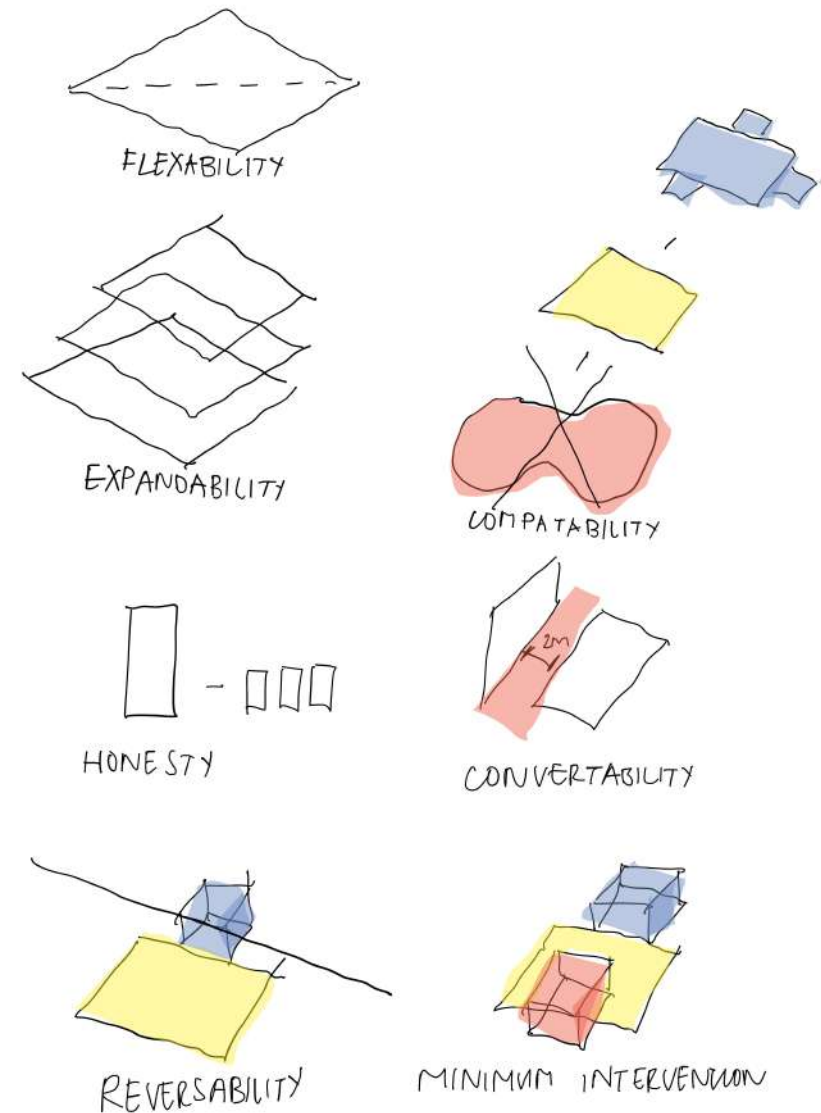 FLEXABILITY
EXPANDABILITY
COMPATABILITY
2m
HONESTY
CONVERTABILITY
REVERSABILITY
MINIMUM INTERVENTION